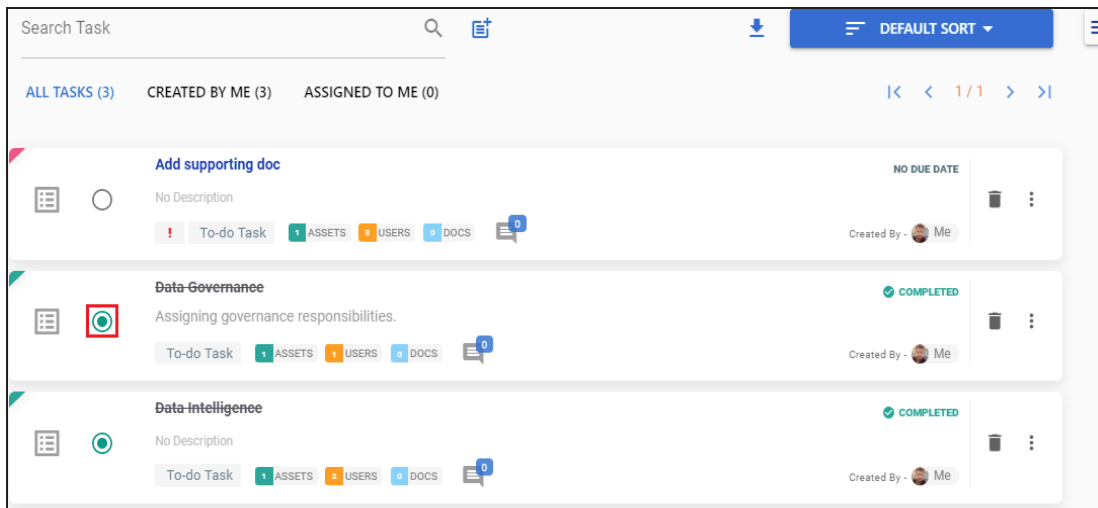 Search Task
DEFAULT SORT
ALL TASKS (3) CREATED BY ME (3) ASSIGNED TO ME (0) 1 / 1
Add supporting doc
NO DUE DATE
No Description
! To-do Task 1 ASSETS 3 USERS 0 DOCS 0
Created By - Me
Data Governance
COMPLETED
Assigning governance responsibilities.
To-do Task 1 ASSETS 1 USERS 0 DOCS 0
Created By - Me
Data Intelligence
COMPLETED
No Description
To-do Task 1 ASSETS 2 USERS 0 DOCS 0
Created By - Me